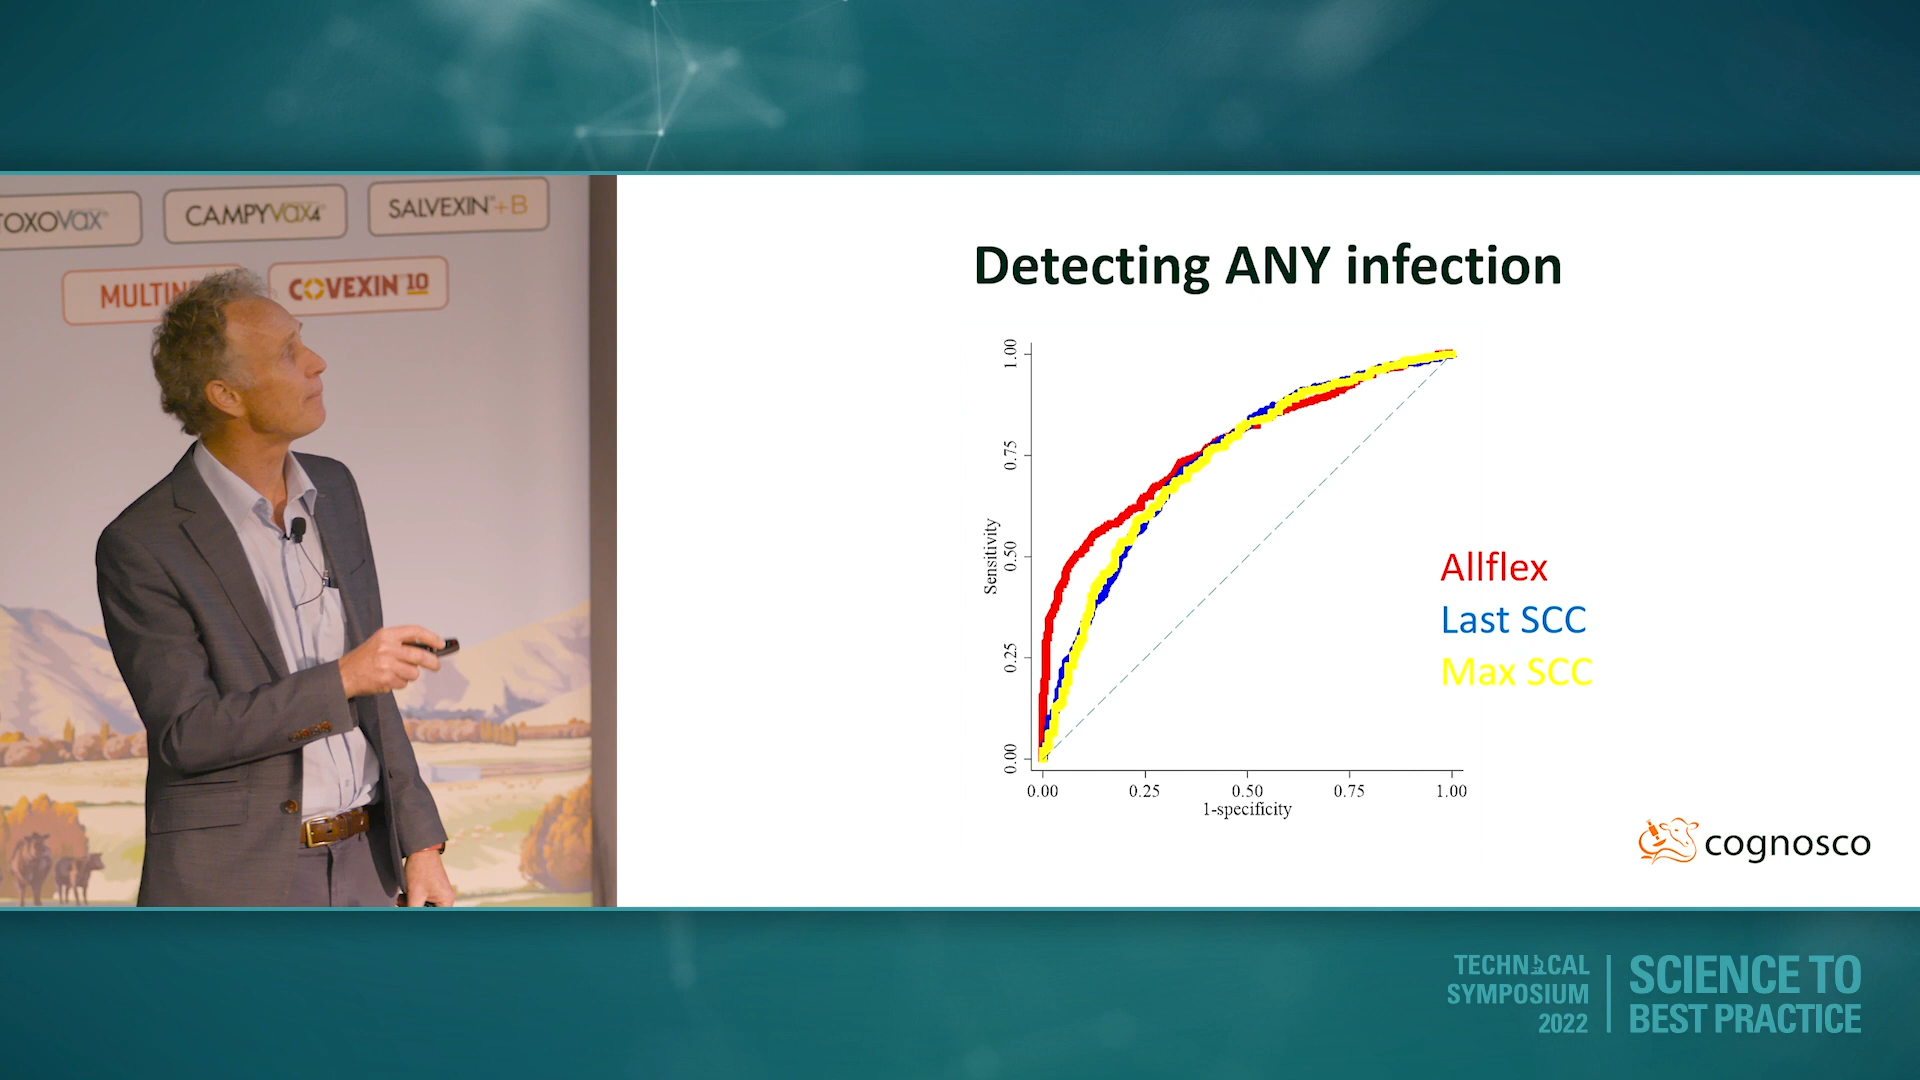 TOXOVax
CAMPYVax4
SALVEXIN+B
COVEXIN 10
Detecting ANY infection
1.00
0.75
0.50
0.25
0.00
Sensitivity
0.00 0.25 0.50 0.75 1.00
1-specificity
Allflex
Last SCC
Max SCC
cognosco
TECHNICAL
SYMPOSIUM
2022
SCIENCE TO
BEST PRACTICE